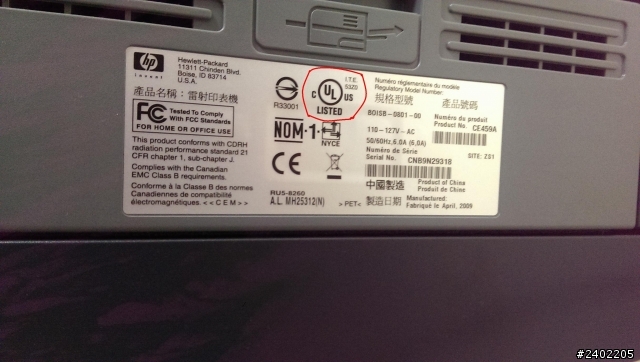 hp
invent
Hewlett-Packard
11311 Chinden Blvd.
Boise, ID 83714
U.S.A.
產品名稱：雷射印表機
FC
Tested To Comply
With FCC Standards
FOR HOME OR OFFICE USE
This product conforms with CDRH
radiation performance standard 21
CFR chapter 1, sub-chapter J.
Complies with the Canadian
EMC Class B requirements.
Conforme à la Classe B des normes
Canadiennes de compatibilité
électromagnétiques. << C E M >>
R33001
C UL US
LISTED
I.T.E.
53Z0
NOM-1-
NYCE
CE
RU5-8260
A.L. MH25312(N)
> PET <
Numéro réglementaire du modèle
Regulatory Model Number:
規格型號
BOISB-0801-00
110-127V~AC
50/60Hz,6.0A (6,0A)
產品號碼
Numéro du produit
Product No. CE459A
Numéro de série
Serial No. CNB9N29318
SITE: Z01
中國製造
Product of China
Produit de China
製造日期
Manufactured
Fabriqué le April, 2009
#2402205